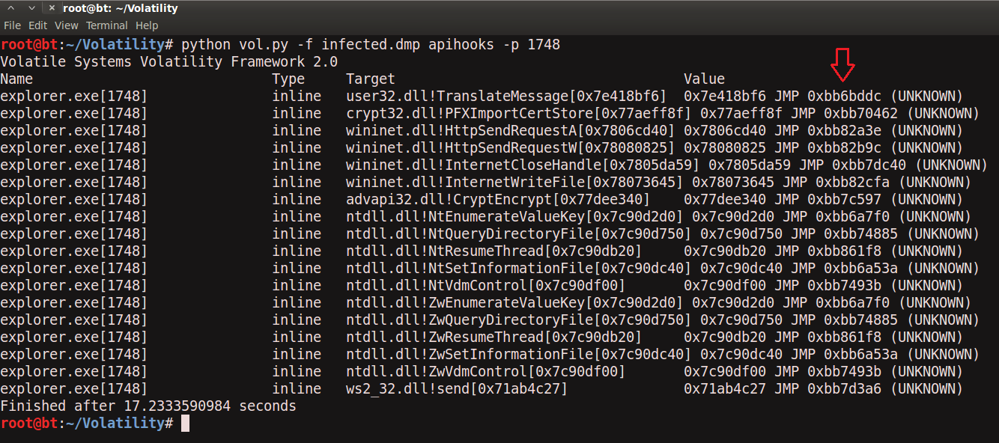 root@bt: ~/Volatility
File Edit View Terminal Help
root@bt:~/Volatility# python vol.py -f infected.dmp apihooks -p 1748
Volatile Systems Volatility Framework 2.0
Name Type Target Value
explorer.exe[1748] inline user32.dll!TranslateMessage[0x7e418bf6] 0x7e418bf6 JMP 0xbb6bddc (UNKNOWN)
explorer.exe[1748] inline crypt32.dll!PFXImportCertStore[0x77aeff8f] 0x77aeff8f JMP 0xbb70462 (UNKNOWN)
explorer.exe[1748] inline wininet.dll!HttpSendRequestA[0x7806cd40] 0x7806cd40 JMP 0xbb82a3e (UNKNOWN)
explorer.exe[1748] inline wininet.dll!HttpSendRequestW[0x78080825] 0x78080825 JMP 0xbb82b9c (UNKNOWN)
explorer.exe[1748] inline wininet.dll!InternetCloseHandle[0x7805da59] 0x7805da59 JMP 0xbb7dc40 (UNKNOWN)
explorer.exe[1748] inline wininet.dll!InternetWriteFile[0x78073645] 0x78073645 JMP 0xbb82cfa (UNKNOWN)
explorer.exe[1748] inline advapi32.dll!CryptEncrypt[0x77dee340] 0x77dee340 JMP 0xbb7c597 (UNKNOWN)
explorer.exe[1748] inline ntdll.dll!NtEnumerateValueKey[0x7c90d2d0] 0x7c90d2d0 JMP 0xbb6a7f0 (UNKNOWN)
explorer.exe[1748] inline ntdll.dll!NtQueryDirectoryFile[0x7c90d750] 0x7c90d750 JMP 0xbb74885 (UNKNOWN)
explorer.exe[1748] inline ntdll.dll!NtResumeThread[0x7c90db20] 0x7c90db20 JMP 0xbb861f8 (UNKNOWN)
explorer.exe[1748] inline ntdll.dll!NtSetInformationFile[0x7c90dc40] 0x7c90dc40 JMP 0xbb6a53a (UNKNOWN)
explorer.exe[1748] inline ntdll.dll!NtVdmControl[0x7c90df00] 0x7c90df00 JMP 0xbb7493b (UNKNOWN)
explorer.exe[1748] inline ntdll.dll!ZwEnumerateValueKey[0x7c90d2d0] 0x7c90d2d0 JMP 0xbb6a7f0 (UNKNOWN)
explorer.exe[1748] inline ntdll.dll!ZwQueryDirectoryFile[0x7c90d750] 0x7c90d750 JMP 0xbb74885 (UNKNOWN)
explorer.exe[1748] inline ntdll.dll!ZwResumeThread[0x7c90db20] 0x7c90db20 JMP 0xbb861f8 (UNKNOWN)
explorer.exe[1748] inline ntdll.dll!ZwSetInformationFile[0x7c90dc40] 0x7c90dc40 JMP 0xbb6a53a (UNKNOWN)
explorer.exe[1748] inline ntdll.dll!ZwVdmControl[0x7c90df00] 0x7c90df00 JMP 0xbb7493b (UNKNOWN)
explorer.exe[1748] inline ws2_32.dll!send[0x71ab4c27] 0x71ab4c27 JMP 0xbb7d3a6 (UNKNOWN)
Finished after 17.2333590984 seconds
root@bt:~/Volatility#